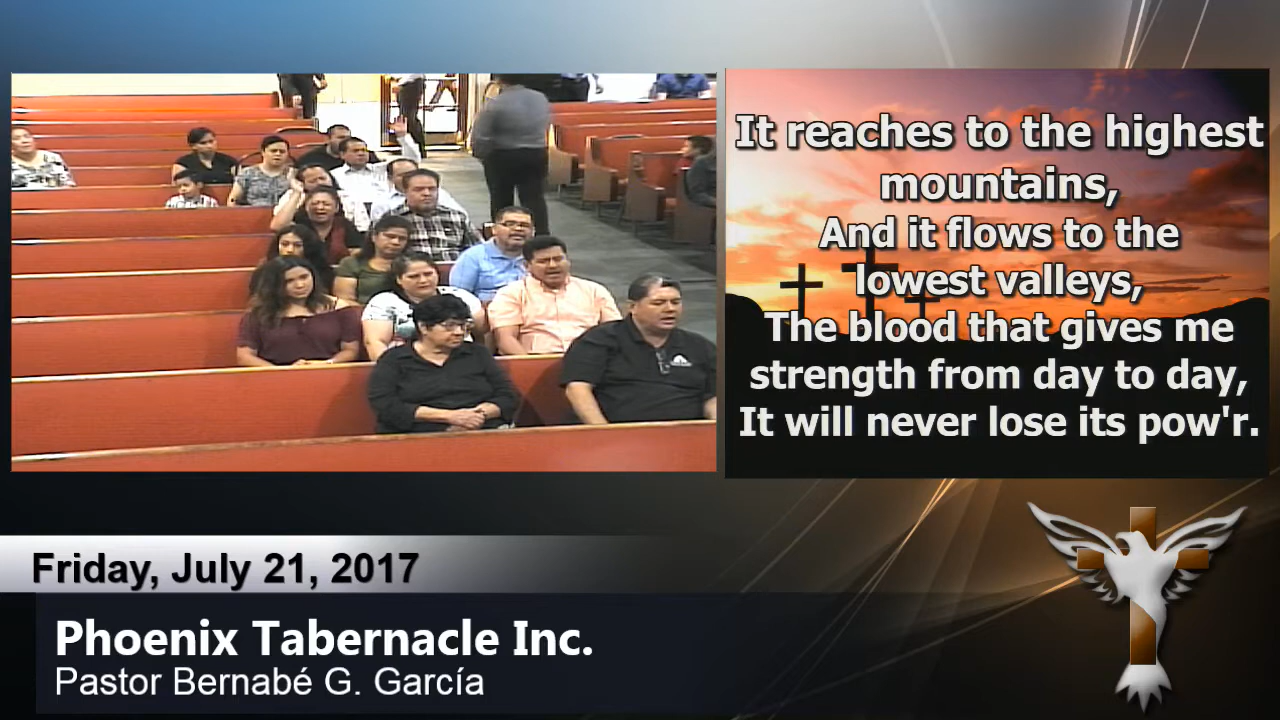 It reaches to the highest
mountains,
And it flows to the
lowest valleys,
The blood that gives me
strength from day to day,
It will never lose its pow'r.
Friday, July 21, 2017
Phoenix Tabernacle Inc.
Pastor Bernabé G. García